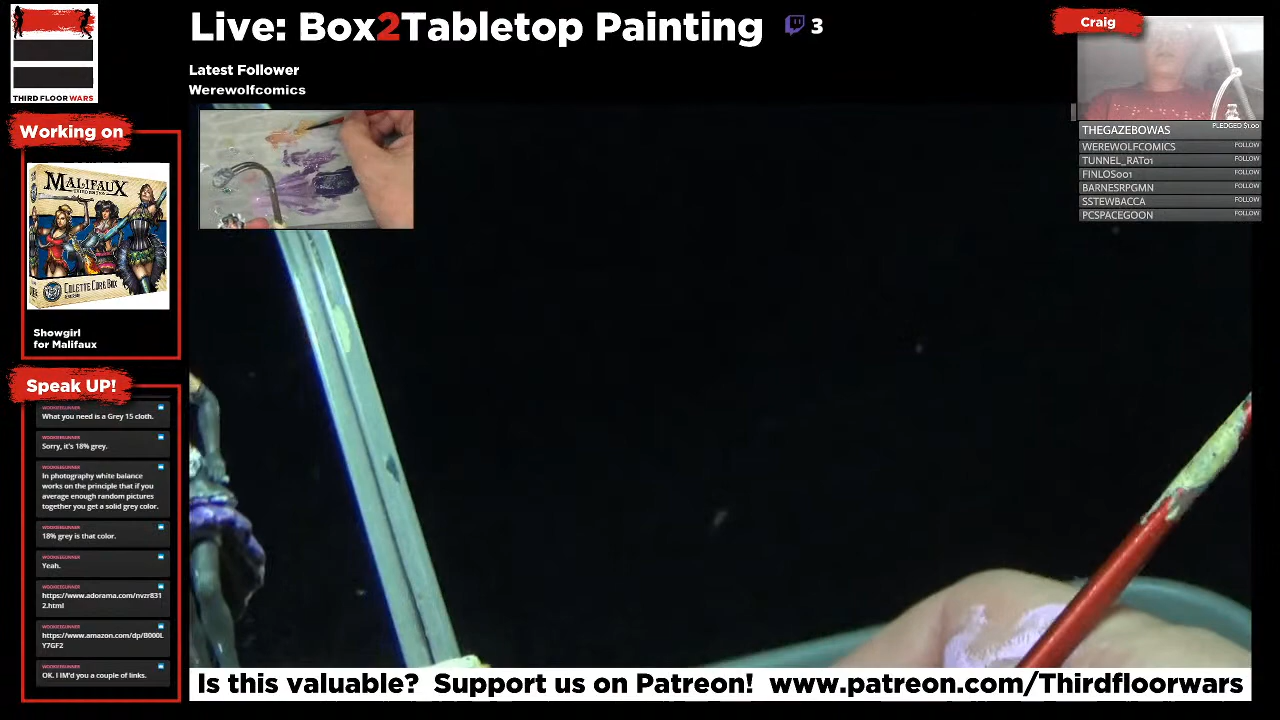 Live: Box2Tabletop Painting
3
Craig
Latest Follower
Werewolfcomics
THIRD FLOOR WARS
THEGAZEBOWAS PLEDGED $1.00
WEREWOLFCOMICS FOLLOW
TUNNEL_RAT01 FOLLOW
FINLOS001 FOLLOW
BARNESRPGMN FOLLOW
SSTEWBACCA FOLLOW
PCSPACEGOON FOLLOW
Working on
MALIFAUX
THIRD EDITION
COLETTE CORE BOX
Showgirl
for Malifaux
Speak UP!
What you need is a Grey 15 cloth.
Sorry, it's 18% grey.
In photography white balance
works on the principle that if you
average enough random pictures
together you get a solid grey color.
18% grey is that color.
Yeah.
https://www.adorama.com/nvzr831
2.html
https://www.amazon.com/dp/B000L
Y7GF2
OK. I IM'd you a couple of links.
Is this valuable? Support us on Patreon! www.patreon.com/Thirdfloorwars